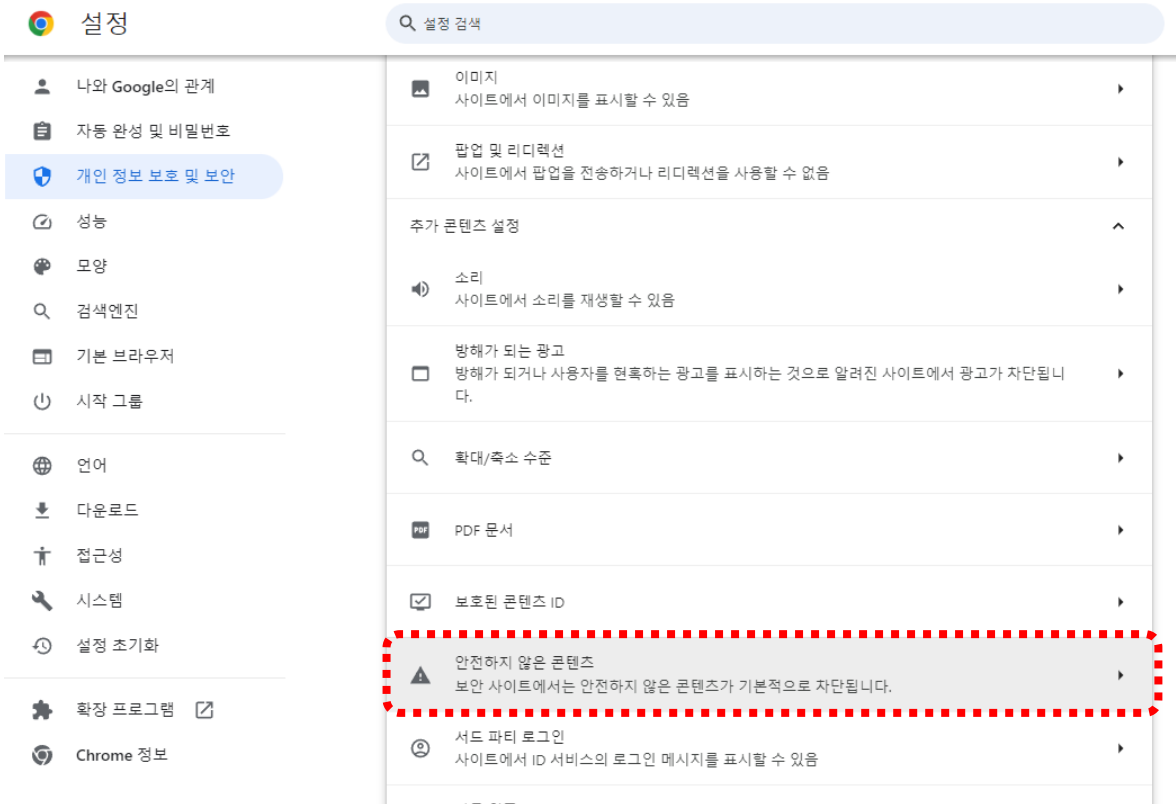 설정
설정 검색
나와 Google의 관계
자동 완성 및 비밀번호
개인 정보 보호 및 보안
성능
모양
검색엔진
기본 브라우저
시작 그룹
언어
다운로드
접근성
시스템
설정 초기화
확장 프로그램
Chrome 정보
이미지
사이트에서 이미지를 표시할 수 있음
팝업 및 리디렉션
사이트에서 팝업을 전송하거나 리디렉션을 사용할 수 없음
추가 콘텐츠 설정
소리
사이트에서 소리를 재생할 수 있음
방해가 되는 광고
방해가 되거나 사용자를 현혹하는 광고를 표시하는 것으로 알려진 사이트에서 광고가 차단됩니
다.
확대/축소 수준
PDF
PDF 문서
보호된 콘텐츠 ID
안전하지 않은 콘텐츠
보안 사이트에서는 안전하지 않은 콘텐츠가 기본적으로 차단됩니다.
서드 파티 로그인
사이트에서 ID 서비스의 로그인 메시지를 표시할 수 있음